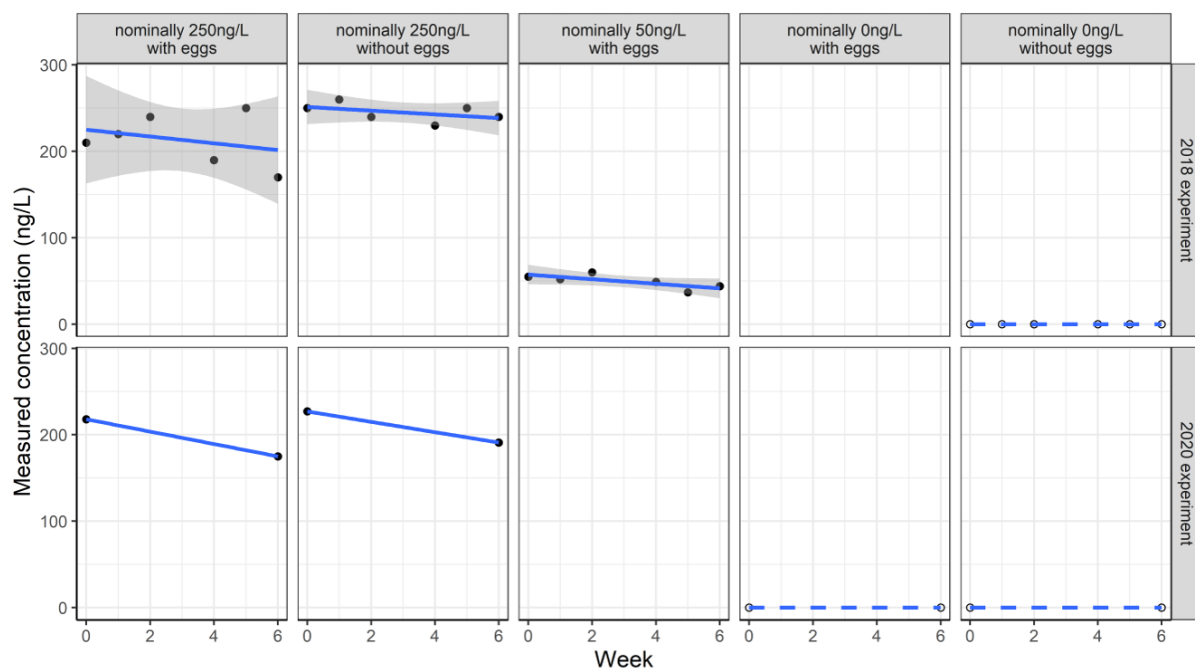 nominally 250ng/L
with eggs
nominally 250ng/L
without eggs
nominally 50ng/L
with eggs
nominally 0ng/L
with eggs
nominally 0ng/L
without eggs
Measured concentration (ng/L)
300
200
100
0
2018 experiment
300
200
100
0
2020 experiment
0 2 4 6
0 2 4 6
0 2 4 6
0 2 4 6
0 2 4 6
Week